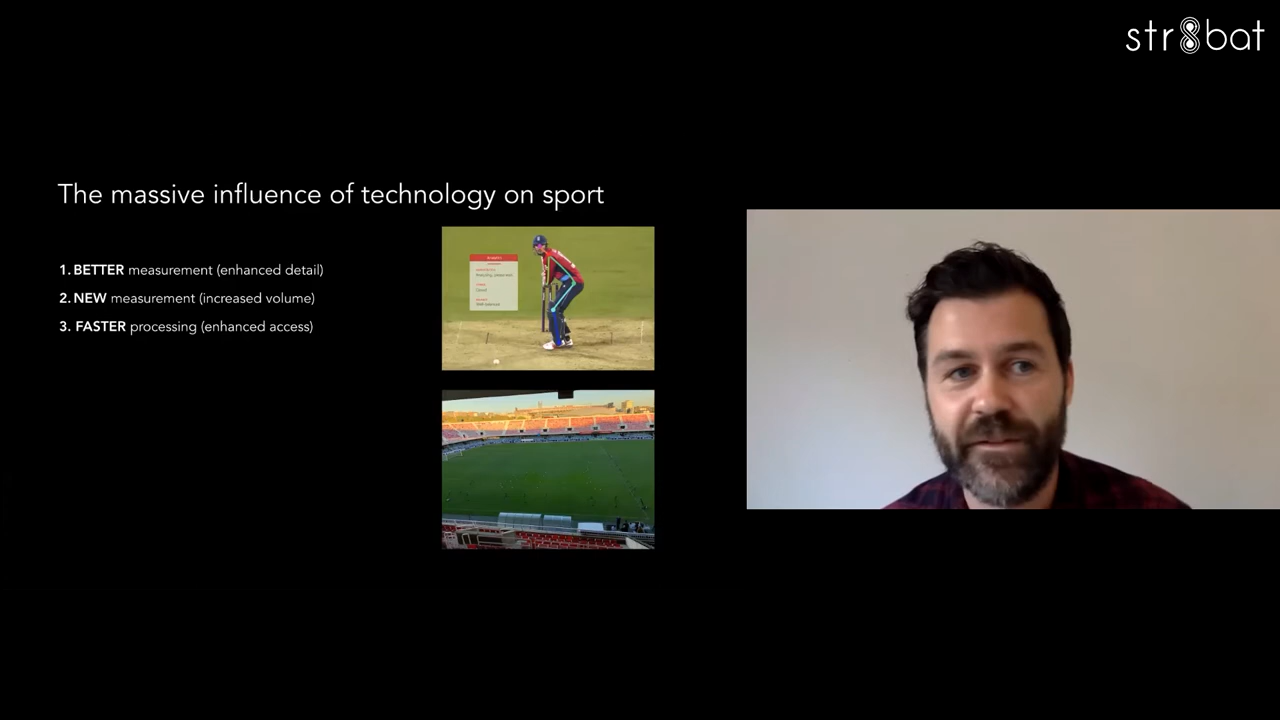 str8bat
The massive influence of technology on sport
1. BETTER measurement (enhanced detail)
2. NEW measurement (increased volume)
3. FASTER processing (enhanced access)